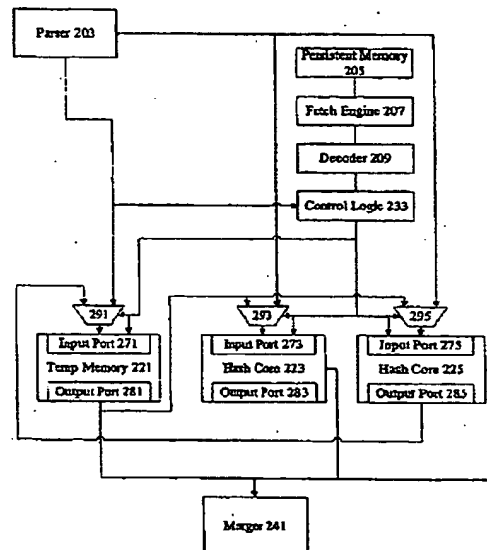 Parser 203
Persistent Memory
205
Fetch Engine 207
Decoder 209
Control Logic 233
291
293
295
Input Port 271
Temp Memory 221
Output Port 281
Input Port 273
Hash Core 223
Output Port 283
Input Port 275
Hash Core 225
Output Port 285
Merger 241